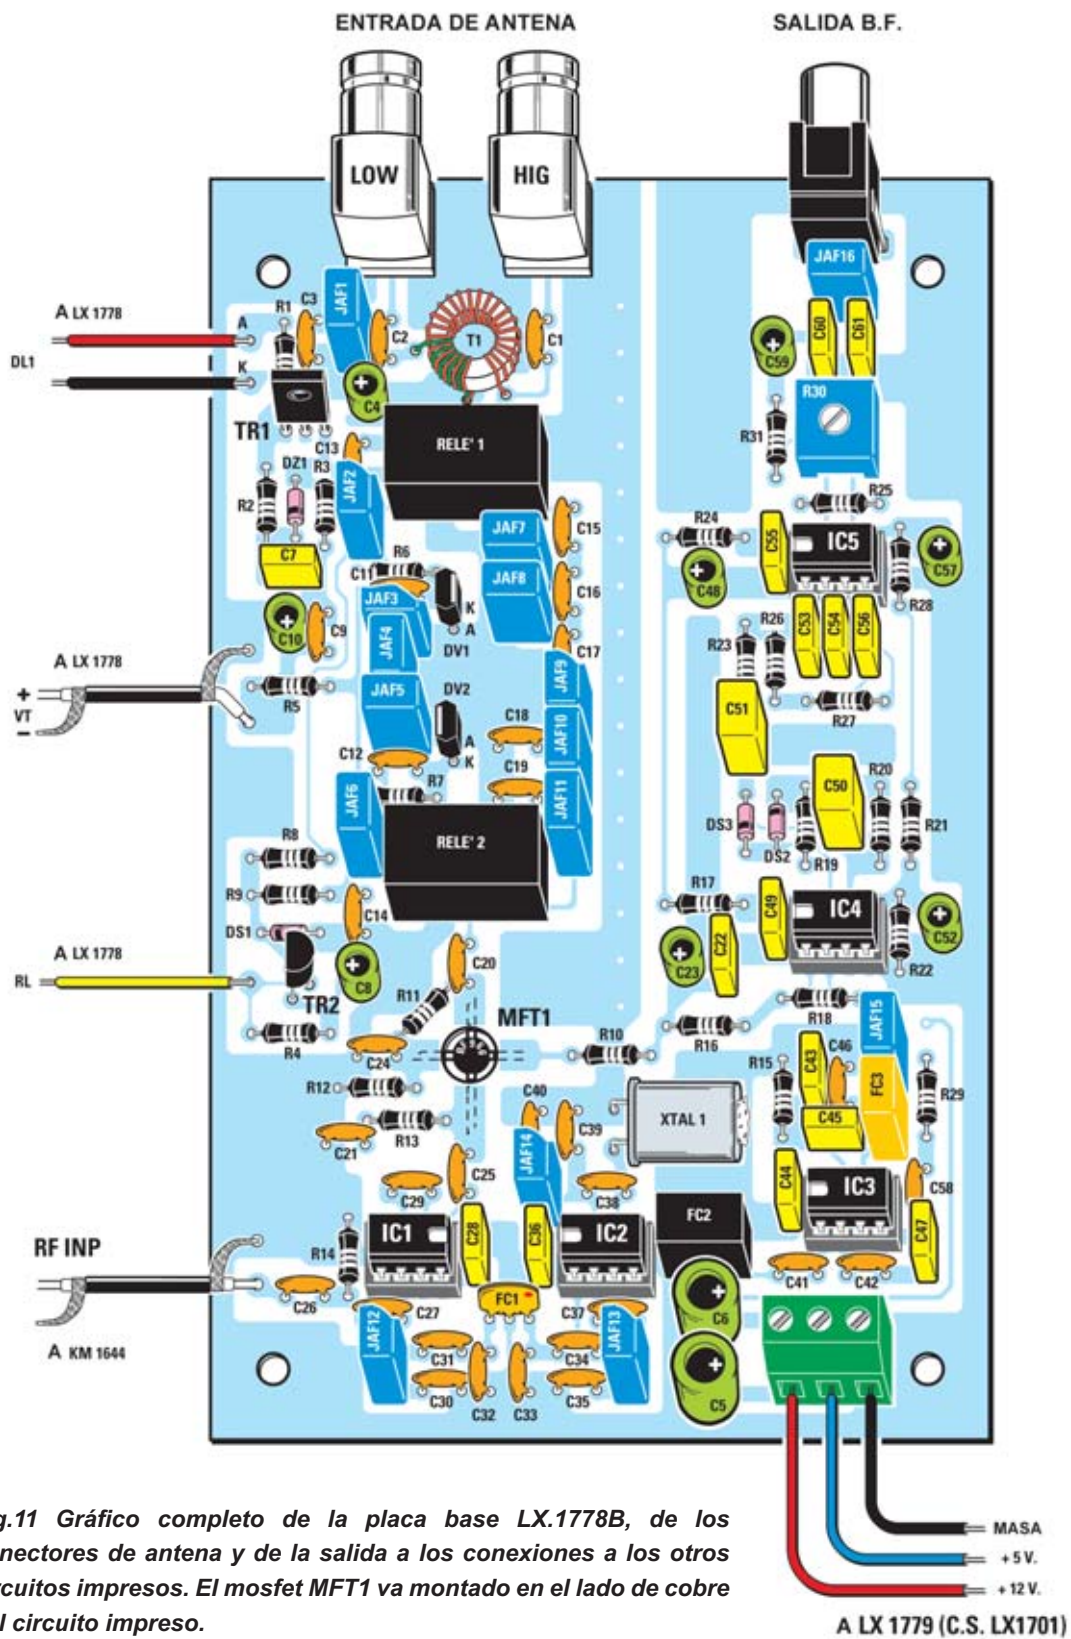 ENTRADA DE ANTENA SALIDA B.F.
LOW HIG
JAF16
A LX 1778
R1 C3 JAF1
A C2 T1 C1 C60 C61
DL1 K C59
C4 R30
TR1 RELE' 1 R31
C13
DZ1 R3 JAF2 R25
R2 JAF7 C15 R24 C55 IC5 C57
C7 R6 C48
C11 JAF8 C16 R28
JAF3 K
C10 C9 JAF4 A C17 R23 R26 C53 C54 C56
DV1
A LX 1778 JAF9
+ JAF5 DV2 R27
VT R5 C51
– C18 JAF10
A
C12 K R20
C19 C50
JAF6 R7 JAF11
DS3 R21
R8 RELE' 2 DS2 R19
R9 R17 C49 IC4
C14 C52
DS1 C22
A LX 1778 C20 C23 R22
RL C8
TR2 R11 R18
MFT1 JAF15
R4 C24 R10 R16
R15 C43 C46
R12 C40 FC3 R29
XTAL 1 C45
R13 C39
C21 JAF14
C25 C44 IC3 C58
C29 C38
RF INP IC1 C28 C36 IC2 FC2 C47
R14
C41 C42
C26 C27 FC1 C37 C6
JAF12 JAF13
A KM 1644 C31 C34
C30 C35 C5
C32 C33
g.11 Gráfico completo de la placa base LX.1778B, de los
nectores de antena y de la salida a los conexiones a los otros
rcuitos impresos. El mosfet MFT1 va montado en el lado de cobre
l circuito impreso.
MASA
+ 5 V.
+ 12 V.
A LX 1779 (C.S. LX1701)